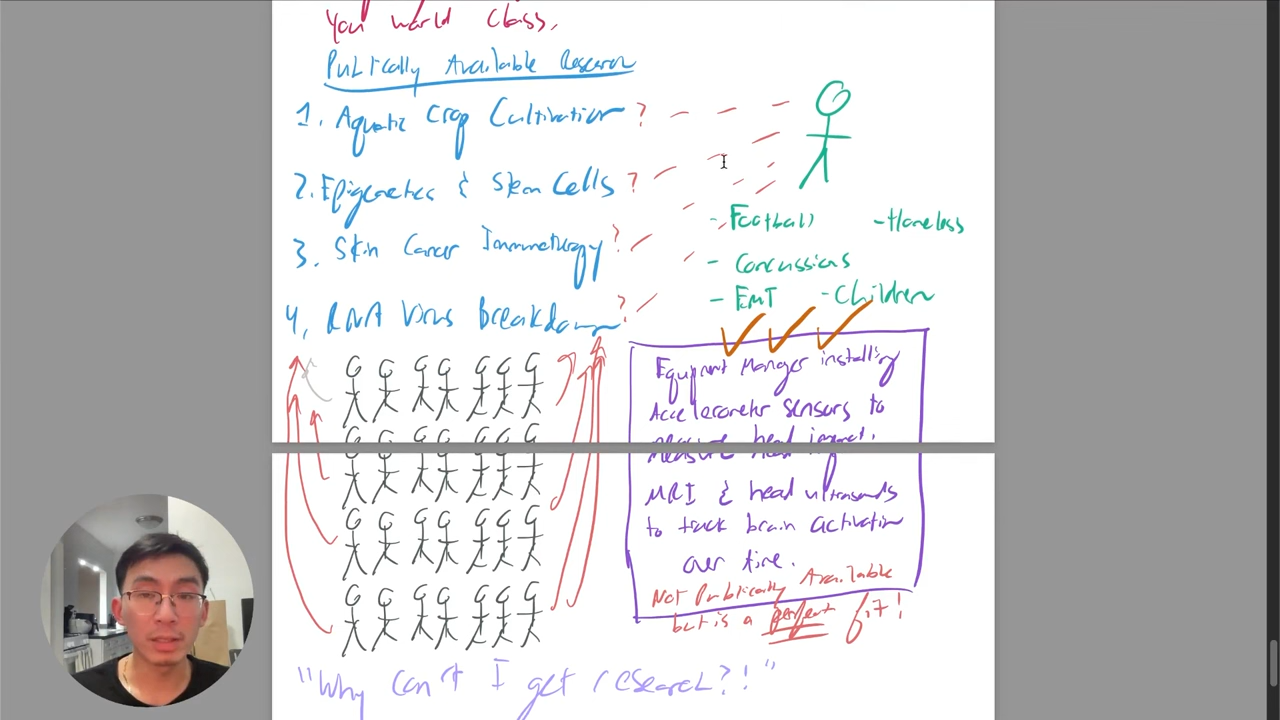 You world class,
Publically Available Research
1. Aquatic Crop Cultivation ?
2. Epigenetics & Stem Cells ?
3. Skin Cancer Immunotherapy ?
4. RNA Virus Breakdown ?
- Football - Homeless
- Concussions
- EMT - Children
Equipment Manger installing
Accelerometer sensors to
measure head impact.
MRI & head ultrasounds
to track brain activation
over time.
Not Publically Available
but is a perfect fit!
"Why can't I get research?!"